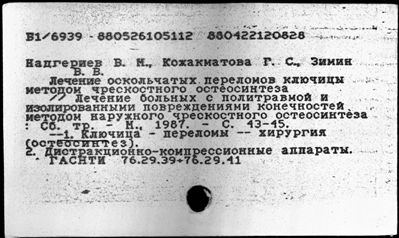 Б1/6939 - 880526105112 880422120828
Надгериев В. М., Кохакматова Г. С., Зимин
В. В.
Лечение оскольчатых переломов ключицы
методом чрескостного остеосинтеза
// Лечение больных с политравмой и
изолированными повреждениями конечностей
методом наружного чрескостного остеосинтеза
: Сб. тр. - М., 1987. - С. 43-45.
--1. Ключица - переломы -- хирургия
(остеосинтез).
2. Дистракционно-компрессионные аппараты.
ГАСНТИ 76.29.39+76.29.41